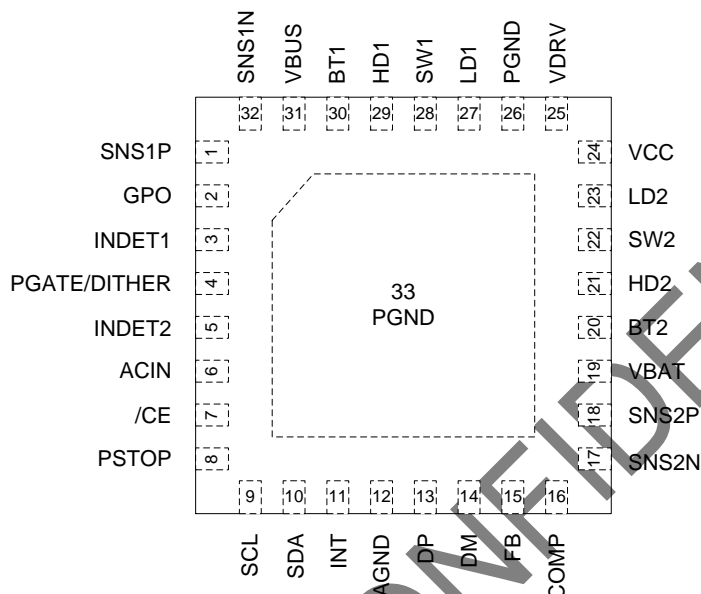 SNS1N
VBUS
BT1
HD1
SW1
LD1
PGND
VDRV
32
31
30
29
28
27
26
25
SNS1P
1
GPO
2
INDET1
3
PGATE/DITHER
4
INDET2
5
ACIN
6
/CE
7
PSTOP
8
33
PGND
24
VCC
23
LD2
22
SW2
21
HD2
20
BT2
19
VBAT
18
SNS2P
17
SNS2N
9
10
11
12
13
14
15
16
SCL
SDA
INT
AGND
DP
DM
FB
COMP